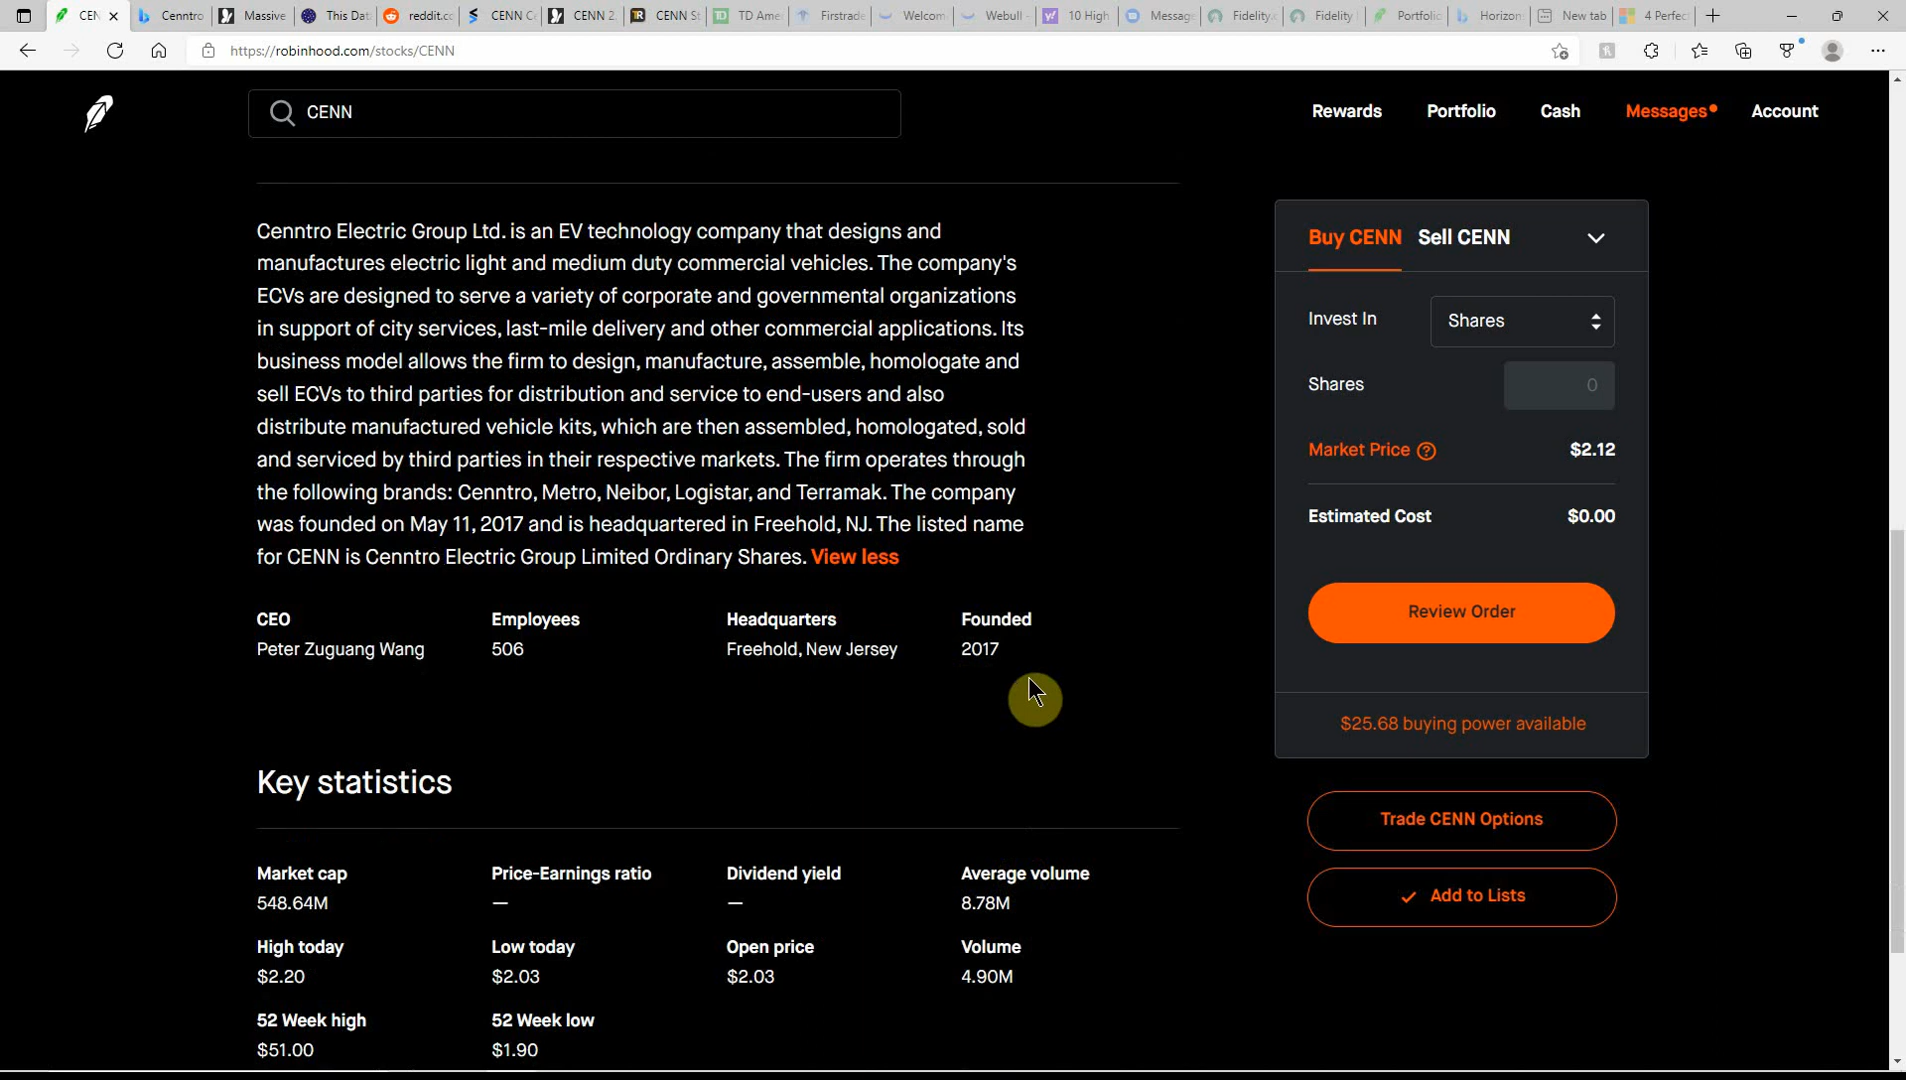 CEN
Cenntro
Massive
This Dat
reddit.co
CENN C
CENN 2
CENN St
TD Ame
Firstrade
Welcom
Webull -
10 High
Messag
Fidelity.c
Fidelity
Portfolio
Horizon
New tab
4 Perfec
https://robinhood.com/stocks/CENN
CENN
Rewards
Portfolio
Cash
Messages
Account
Cenntro Electric Group Ltd. is an EV technology company that designs and
manufactures electric light and medium duty commercial vehicles. The company's
ECVs are designed to serve a variety of corporate and governmental organizations
in support of city services, last-mile delivery and other commercial applications. Its
business model allows the firm to design, manufacture, assemble, homologate and
sell ECVs to third parties for distribution and service to end-users and also
distribute manufactured vehicle kits, which are then assembled, homologated, sold
and serviced by third parties in their respective markets. The firm operates through
the following brands: Cenntro, Metro, Neibor, Logistar, and Terramak. The company
was founded on May 11, 2017 and is headquartered in Freehold, NJ. The listed name
for CENN is Cenntro Electric Group Limited Ordinary Shares. View less
CEO Employees Headquarters Founded
Peter Zuguang Wang 506 Freehold, New Jersey 2017
Key statistics
Market cap Price-Earnings ratio Dividend yield Average volume
548.64M — — 8.78M
High today Low today Open price Volume
$2.20 $2.03 $2.03 4.90M
52 Week high 52 Week low
$51.00 $1.90
Buy CENN Sell CENN
Invest In Shares
Shares 0
Market Price $2.12
Estimated Cost $0.00
Review Order
$25.68 buying power available
Trade CENN Options
Add to Lists